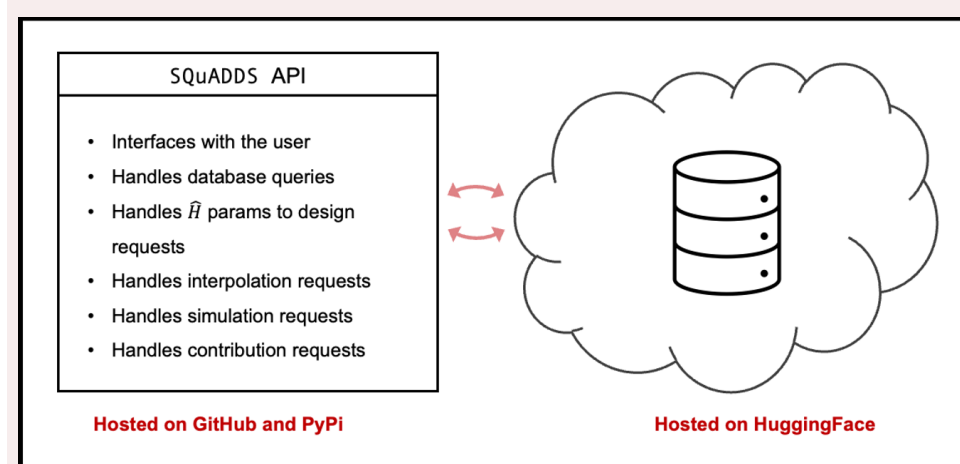 SQuADDS API
• Interfaces with the user
• Handles database queries
• Handles Ĥ params to design
requests
• Handles interpolation requests
• Handles simulation requests
• Handles contribution requests
Hosted on GitHub and PyPi
Hosted on HuggingFace